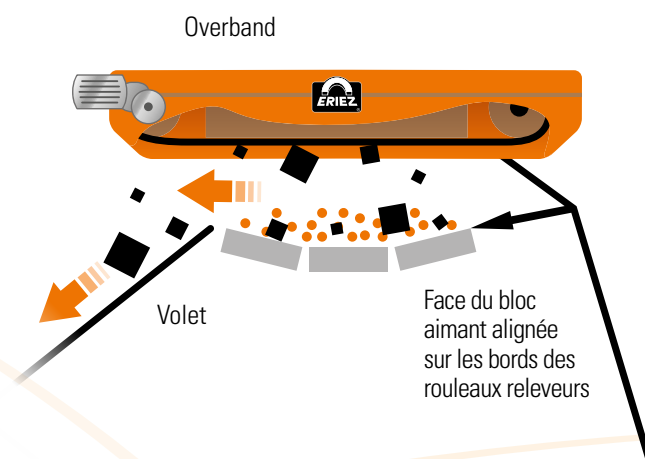 Overband
ERIEZ
Volet
Face du bloc
aimant alignée
sur les bords des
rouleaux releveurs